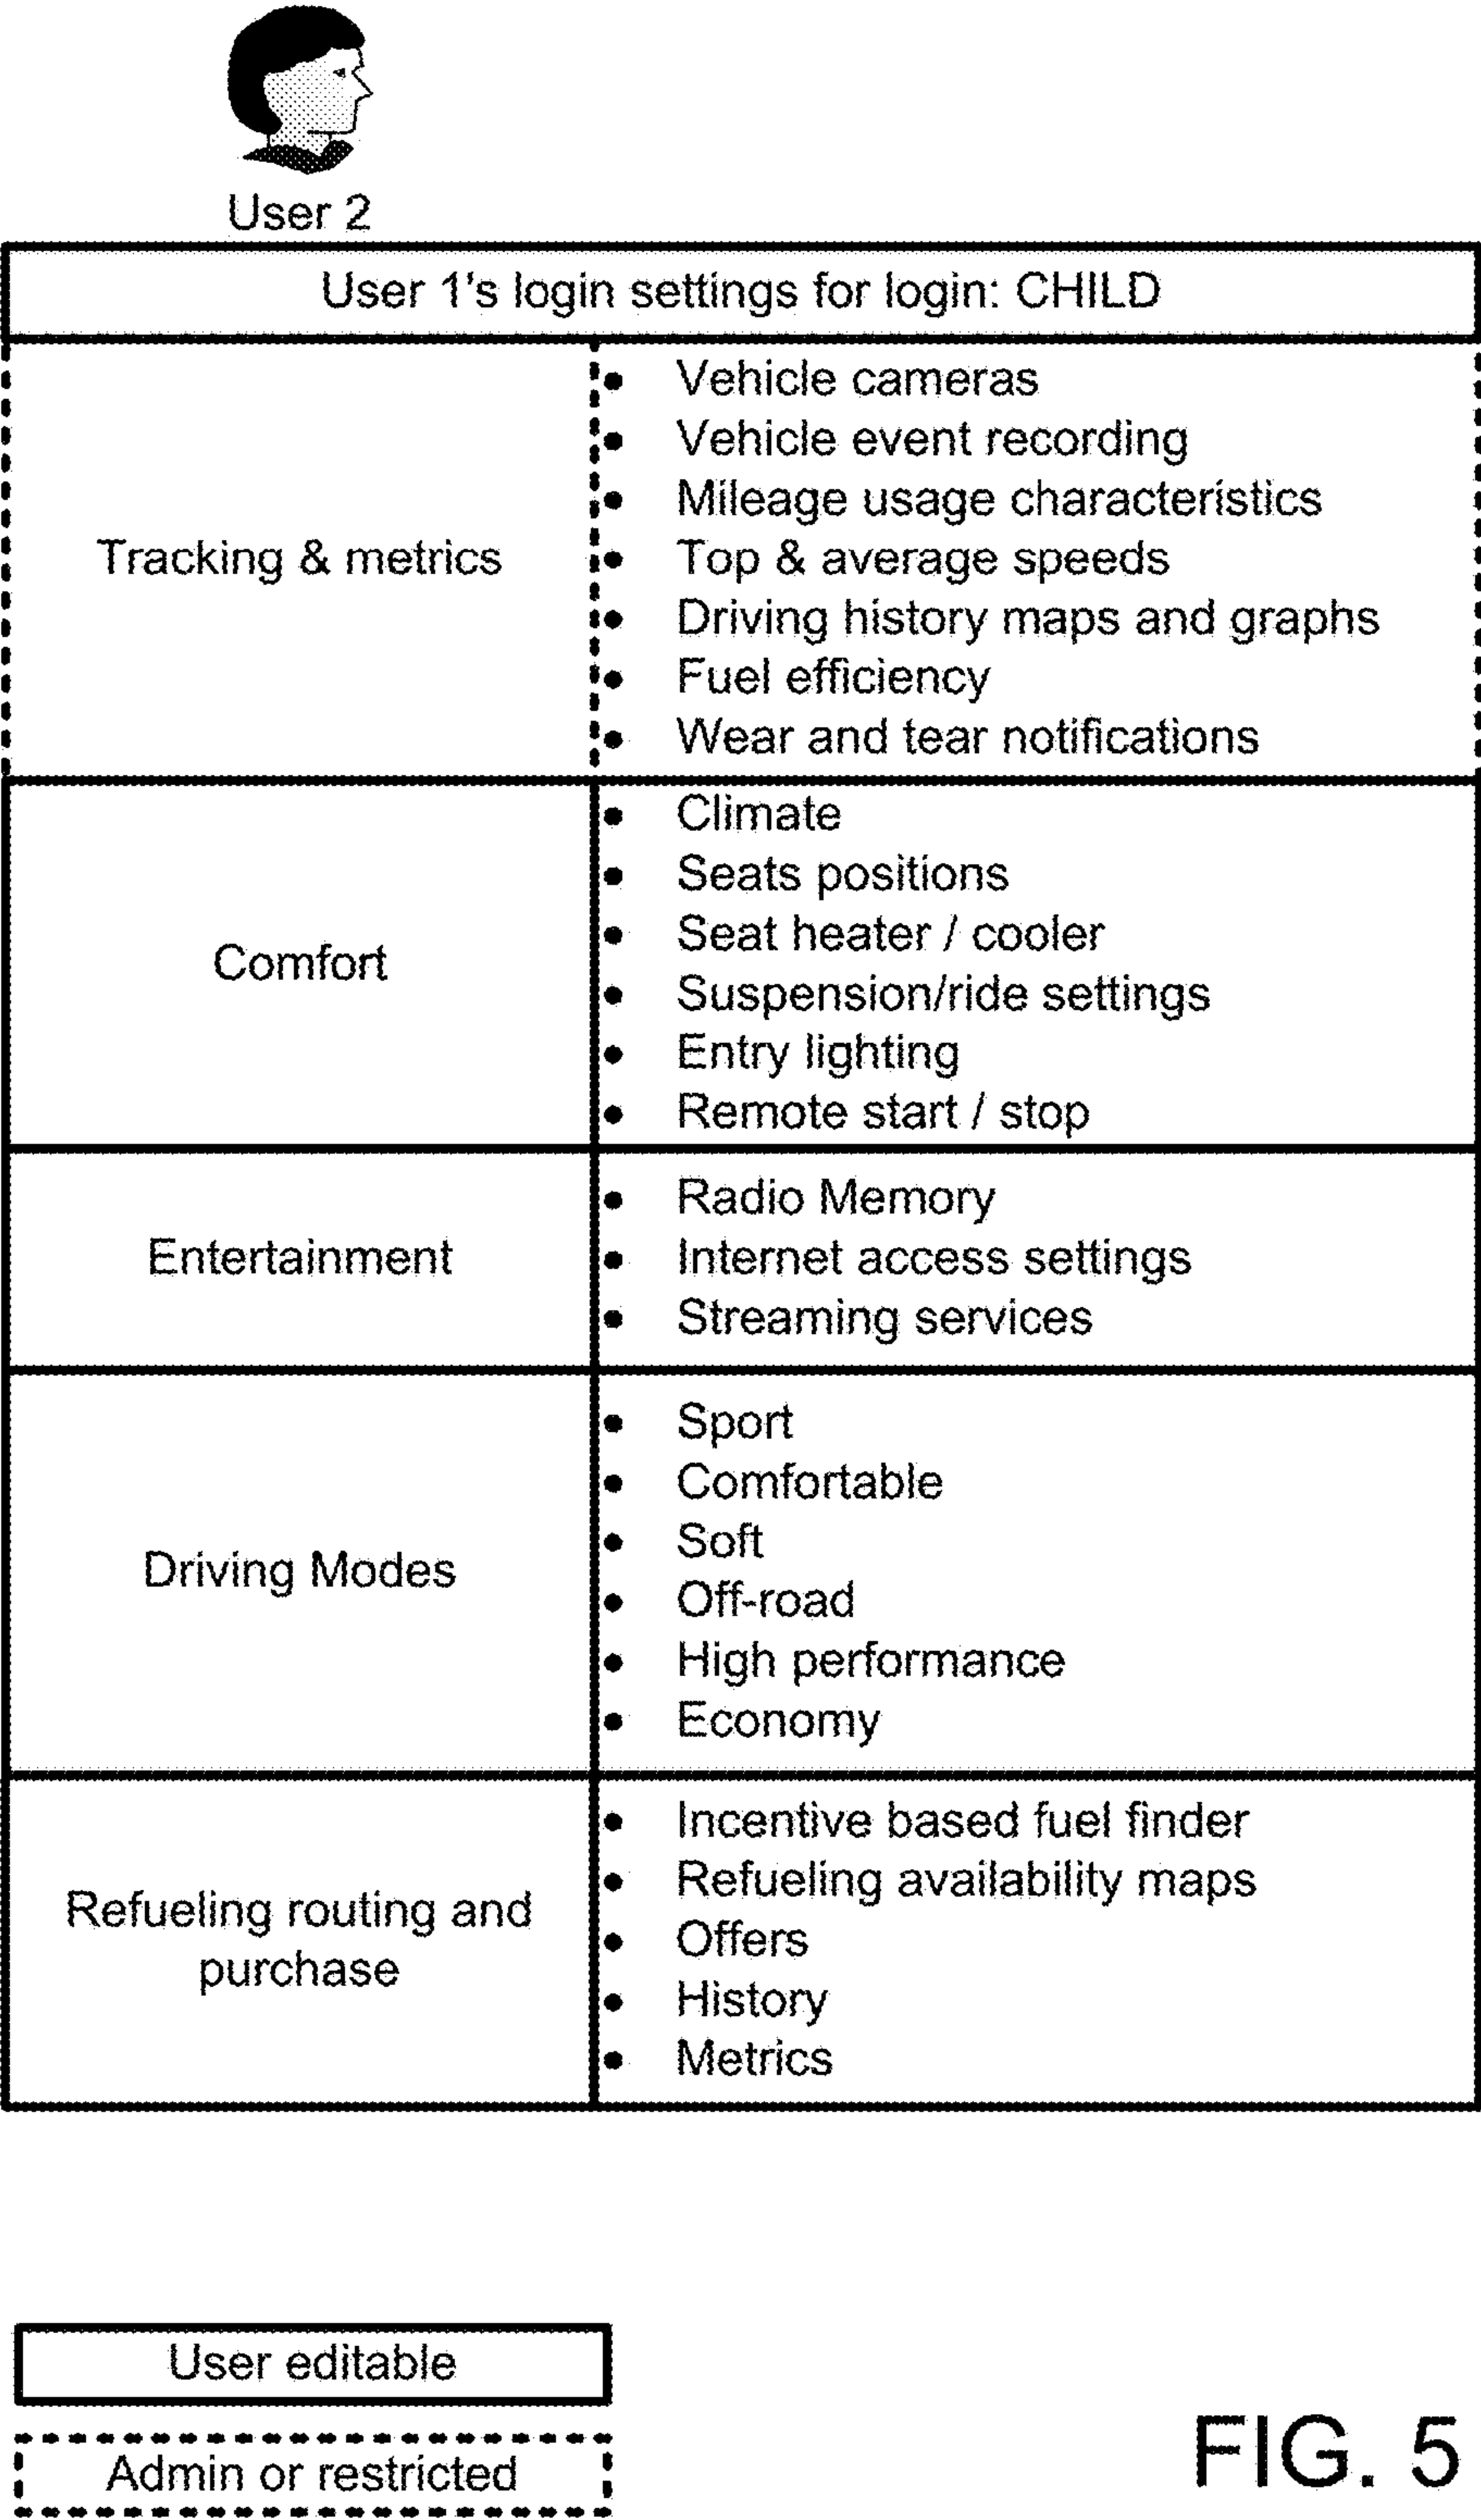 User 2
User 1's login settings for login: CHILD
Tracking & metrics
• Vehicle cameras
• Vehicle event recording
• Mileage usage characteristics
• Top & average speeds
• Driving history maps and graphs
• Fuel efficiency
• Wear and tear notifications
Comfort
• Climate
• Seats positions
• Seat heater / cooler
• Suspension/ride settings
• Entry lighting
• Remote start / stop
Entertainment
• Radio Memory
• Internet access settings
• Streaming services
Driving Modes
• Sport
• Comfortable
• Soft
• Off-road
• High performance
• Economy
Refueling routing and
purchase
• Incentive based fuel finder
• Refueling availability maps
• Offers
• History
• Metrics
User editable
Admin or restricted
FIG. 5